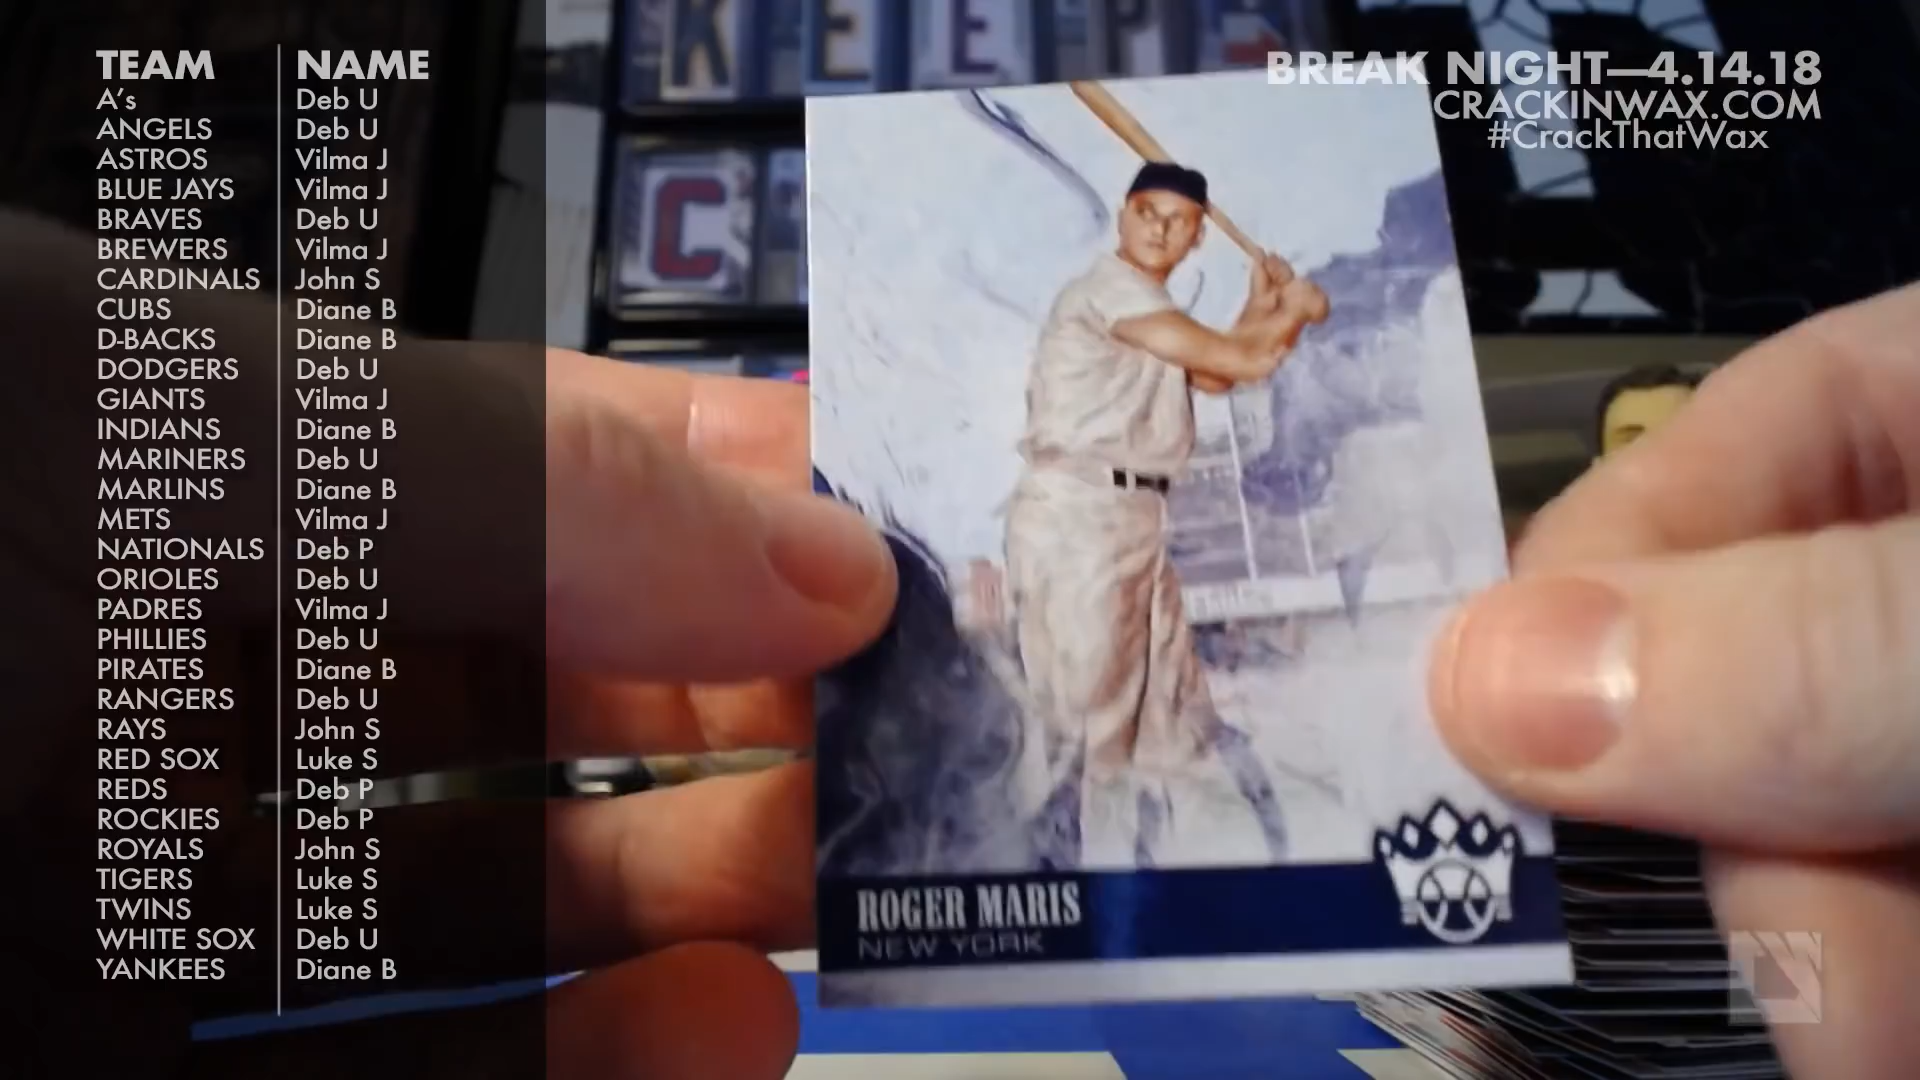 TEAM NAME
A's Deb U
ANGELS Deb U
ASTROS Vilma J
BLUE JAYS Vilma J
BRAVES Deb U
BREWERS Vilma J
CARDINALS John S
CUBS Diane B
D-BACKS Diane B
DODGERS Deb U
GIANTS Vilma J
INDIANS Diane B
MARINERS Deb U
MARLINS Diane B
METS Vilma J
NATIONALS Deb P
ORIOLES Deb U
PADRES Vilma J
PHILLIES Deb U
PIRATES Diane B
RANGERS Deb U
RAYS John S
RED SOX Luke S
REDS Deb P
ROCKIES Deb P
ROYALS John S
TIGERS Luke S
TWINS Luke S
WHITE SOX Deb U
YANKEES Diane B
KEEP
C
BREAK NIGHT—4.14.18
CRACKINWAX.COM
#CrackThatWax
ROGER MARIS
NEW YORK